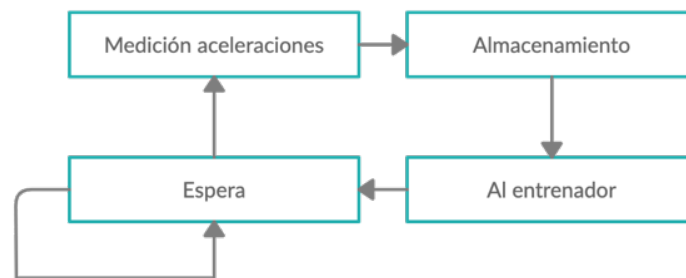 Medición aceleraciones
Almacenamiento
Espera
Al entrenador